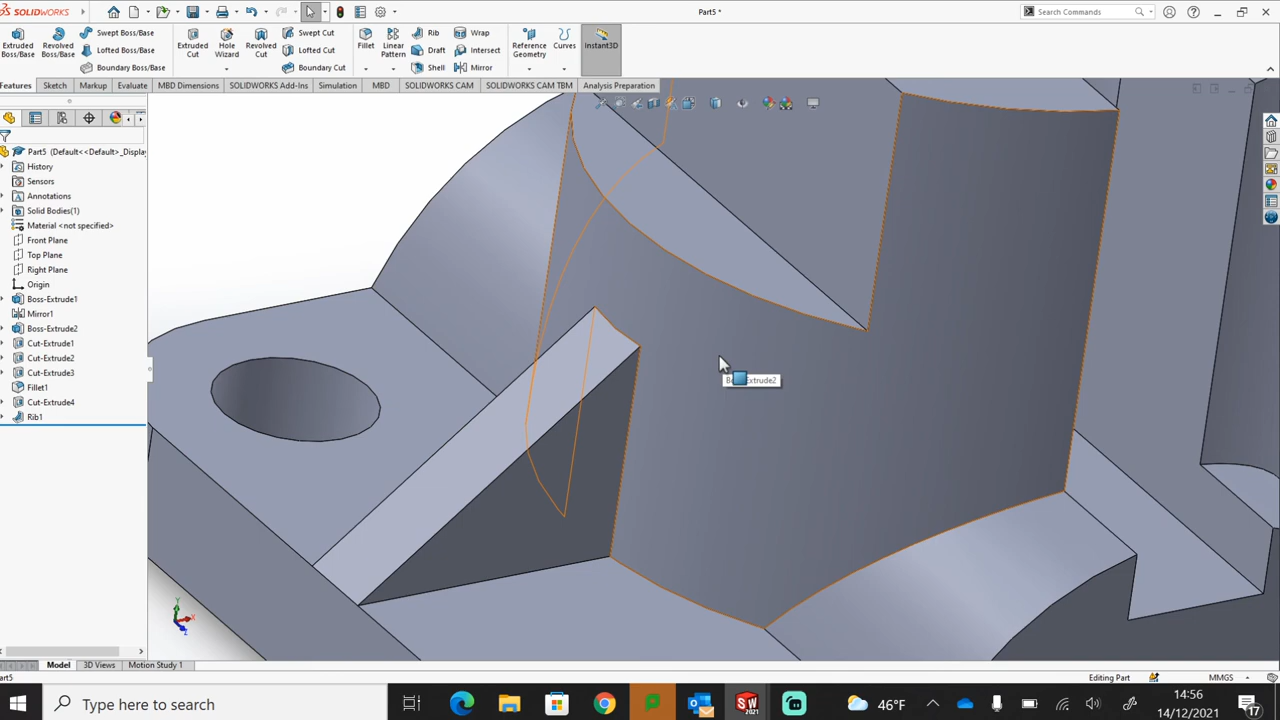 SOLIDWORKS
Part5 *
Search Commands
Extruded Boss/Base
Revolved Boss/Base
Swept Boss/Base
Lofted Boss/Base
Boundary Boss/Base
Extruded Cut
Hole Wizard
Revolved Cut
Swept Cut
Lofted Cut
Boundary Cut
Fillet
Linear Pattern
Rib
Draft
Shell
Wrap
Intersect
Mirror
Reference Geometry
Curves
Instant3D
Features
Sketch
Markup
Evaluate
MBD Dimensions
SOLIDWORKS Add-Ins
Simulation
MBD
SOLIDWORKS CAM
SOLIDWORKS CAM TBM
Analysis Preparation
Part5 (Default<<Default>_Displa
History
Sensors
Annotations
Solid Bodies(1)
Material <not specified>
Front Plane
Top Plane
Right Plane
Origin
Boss-Extrude1
Mirror1
Boss-Extrude2
Cut-Extrude1
Cut-Extrude2
Cut-Extrude3
Fillet1
Cut-Extrude4
Rib1
Model
3D Views
Motion Study 1
art5
Editing Part
MMGS
Type here to search
46°F
14:56
14/12/2021
17